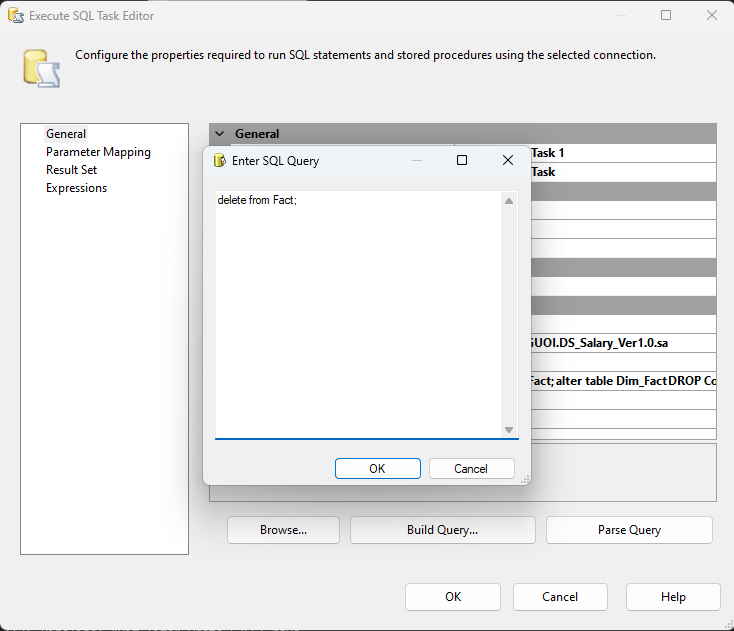 Execute SQL Task Editor
Configure the properties required to run SQL statements and stored procedures using the selected connection.
General
Parameter Mapping
Result Set
Expressions
General
Task 1
Task
GUOI.DS_Salary_Ver1.0.sa
Fact; alter table Dim_FactDROP Co
Enter SQL Query
delete from Fact;
OK
Cancel
Browse...
Build Query...
Parse Query
OK
Cancel
Help